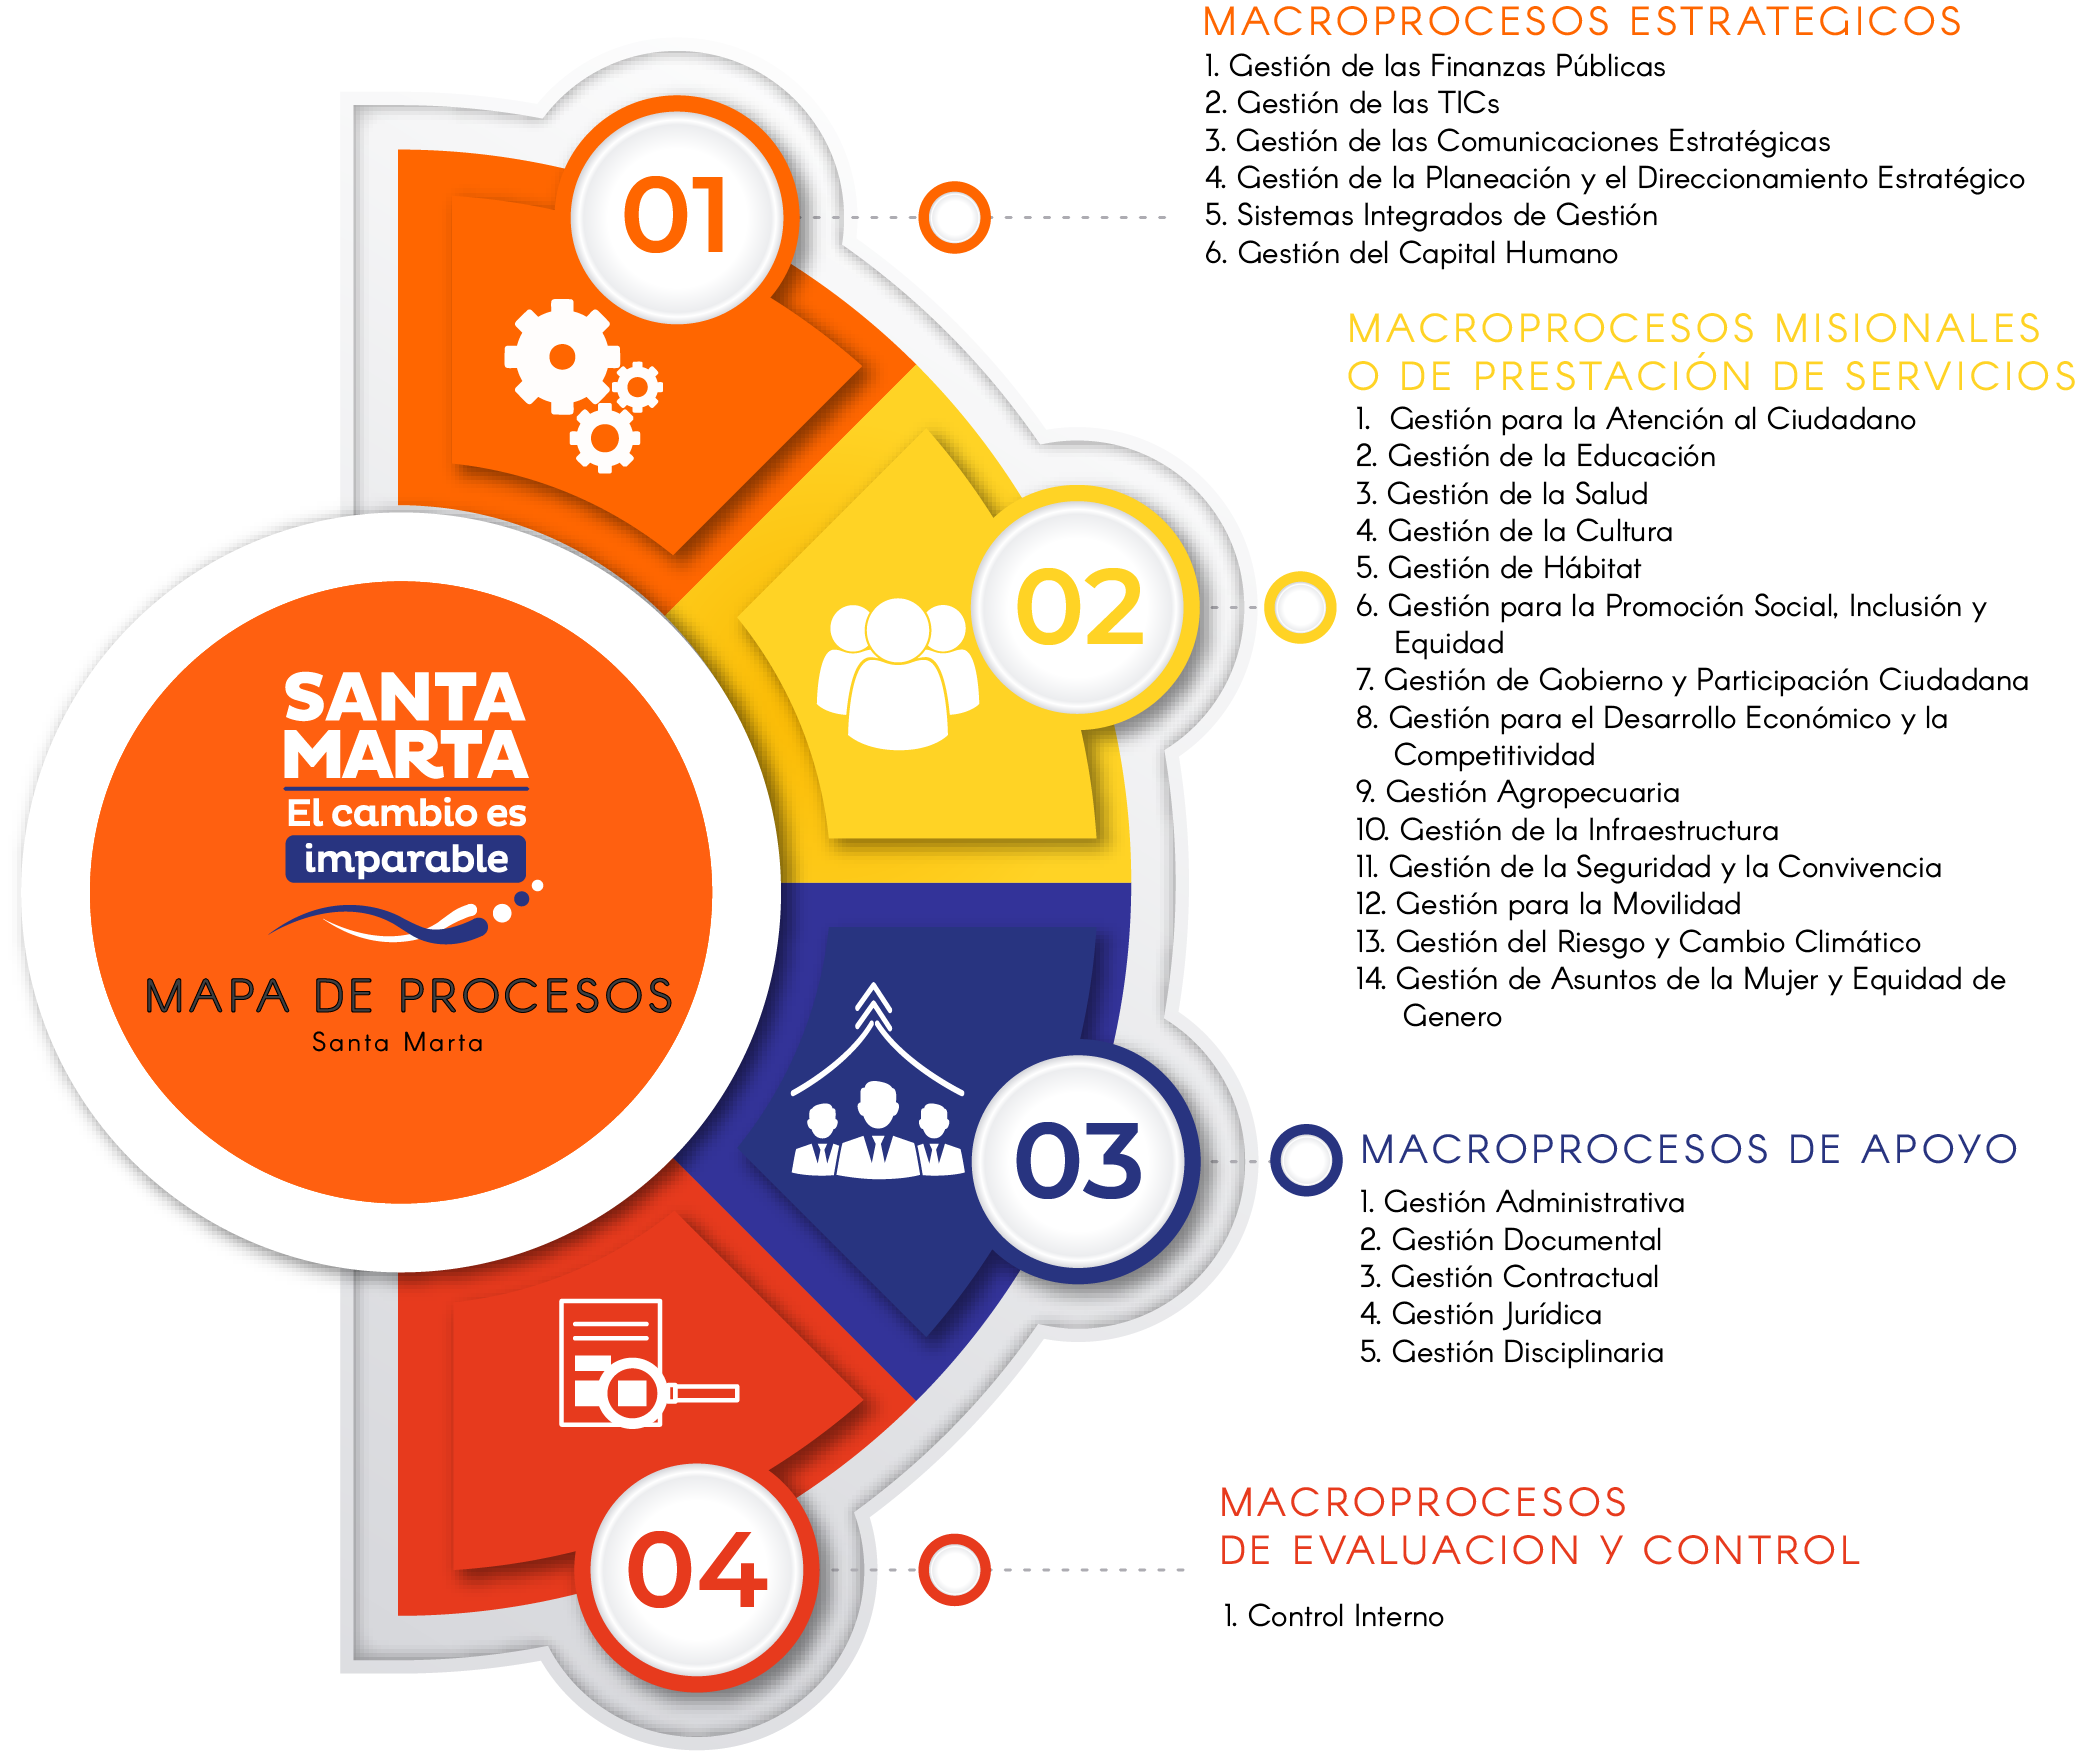 MACROPROCESOS ESTRATEGICOS
1. Gestión de las Finanzas Públicas
2. Gestión de las TICs
3. Gestión de las Comunicaciones Estratégicas
4. Gestión de la Planeación y el Direccionamiento Estratégico
5. Sistemas Integrados de Gestión
6. Gestión del Capital Humano
01
MACROPROCESOS MISIONALES
O DE PRESTACIÓN DE SERVICIOS
1. Gestión para la Atención al Ciudadano
2. Gestión de la Educación
3. Gestión de la Salud
4. Gestión de la Cultura
5. Gestión de Hábitat
6. Gestión para la Promoción Social, Inclusión y
Equidad
7. Gestión de Gobierno y Participación Ciudadana
8. Gestión para el Desarrollo Económico y la
Competitividad
9. Gestión Agropecuaria
10. Gestión de la Infraestructura
11. Gestión de la Seguridad y la Convivencia
12. Gestión para la Movilidad
13. Gestión del Riesgo y Cambio Climático
14. Gestión de Asuntos de la Mujer y Equidad de
Genero
02
SANTA
MARTA
El cambio es
imparable
MAPA DE PROCESOS
Santa Marta
03
MACROPROCESOS DE APOYO
1. Gestión Administrativa
2. Gestión Documental
3. Gestión Contractual
4. Gestión Jurídica
5. Gestión Disciplinaria
04
MACROPROCESOS
DE EVALUACION Y CONTROL
1. Control Interno